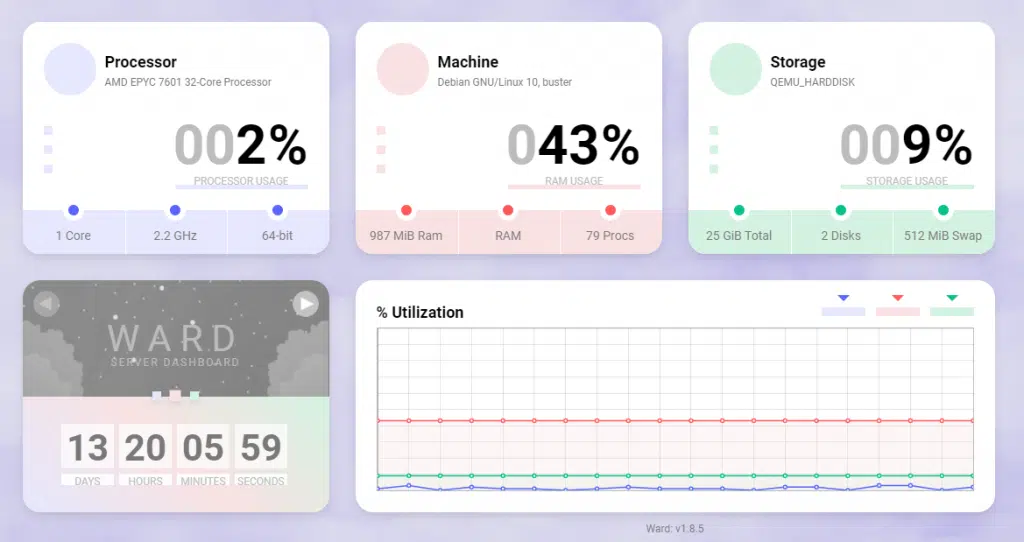 Processor
AMD EPYC 7601 32-Core Processor
002%
PROCESSOR USAGE
1 Core
2.2 GHz
64-bit
Machine
Debian GNU/Linux 10, buster
043%
RAM USAGE
987 MiB Ram
RAM
79 Procs
Storage
QEMU_HARDDISK
009%
STORAGE USAGE
25 GiB Total
2 Disks
512 MiB Swap
WARD
SERVER DASHBOARD
13 20 05 59
DAYS HOURS MINUTES SECONDS
% Utilization
Ward: v1.8.5